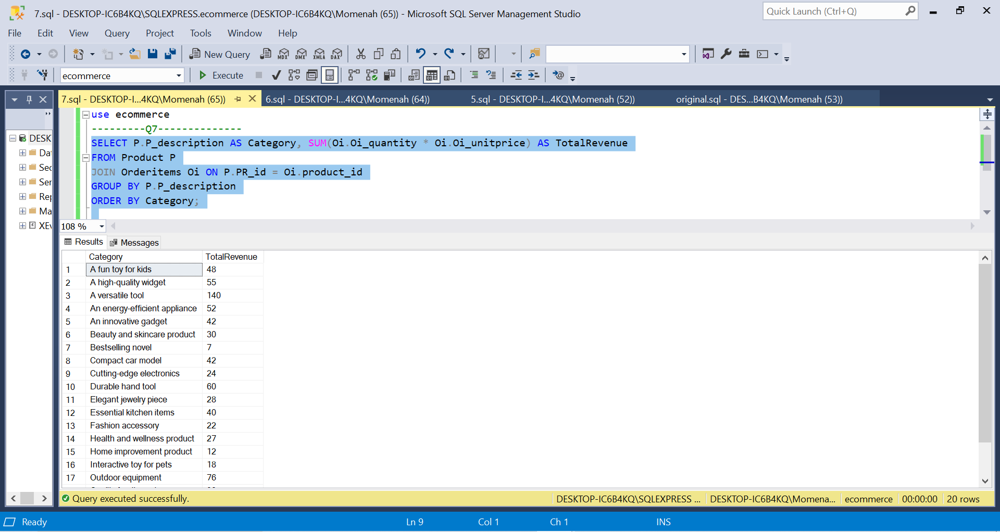 7.sql - DESKTOP-IC6B4KQ\SQLEXPRESS.ecommerce (DESKTOP-IC6B4KQ\Momenah (65)) - Microsoft SQL Server Management Studio
Quick Launch (Ctrl+Q)
File Edit View Query Project Tools Window Help
New Query MDX DMX XMLA DAX
ecommerce Execute
7.sql - DESKTOP-I...4KQ\Momenah (65)) 6.sql - DESKTOP-I...4KQ\Momenah (64)) 5.sql - DESKTOP-I...4KQ\Momenah (52)) original.sql - DES...B4KQ\Momenah (53))
DESK
Dat
Sec
Ser
Rep
Ma
XEv
use ecommerce
---------Q7--------------
SELECT P.P_description AS Category, SUM(Oi.Oi_quantity * Oi.Oi_unitprice) AS TotalRevenue
FROM Product P
JOIN Orderitems Oi ON P.PR_id = Oi.product_id
GROUP BY P.P_description
ORDER BY Category;
108 %
Results Messages
Category TotalRevenue
1 A fun toy for kids 48
2 A high-quality widget 55
3 A versatile tool 140
4 An energy-efficient appliance 52
5 An innovative gadget 42
6 Beauty and skincare product 30
7 Bestselling novel 7
8 Compact car model 42
9 Cutting-edge electronics 24
10 Durable hand tool 60
11 Elegant jewelry piece 28
12 Essential kitchen items 40
13 Fashion accessory 22
14 Health and wellness product 27
15 Home improvement product 12
16 Interactive toy for pets 18
17 Outdoor equipment 76
Query executed successfully. DESKTOP-IC6B4KQ\SQLEXPRESS ... DESKTOP-IC6B4KQ\Momena... ecommerce 00:00:00 20 rows
Ready Ln 9 Col 1 Ch 1 INS